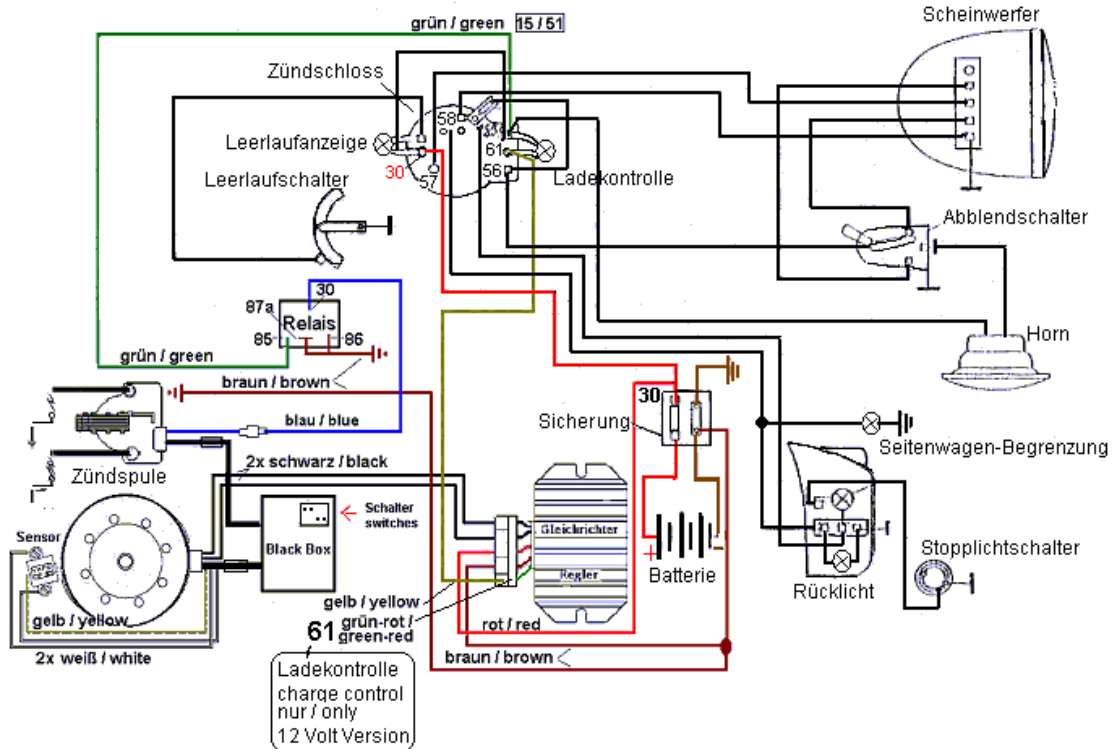 grün / green
15 / 51
Scheinwerfer
Zündschloss
58
Leerlaufanzeige
61
30
57
56
Ladekontrolle
Leerlaufschalter
Abblendschalter
30
87a
Relais
85
86
Horn
grün / green
braun / brown
30
Sicherung
blau / blue
Seitenwagen-Begrenzung
2x schwarz / black
Zündspule
Schalter
switches
Gleichrichter
Sensor
Black Box
Stopplichtschalter
+
Batterie
Regler
Rücklicht
gelb / yellow
gelb / yellow
grün-rot /
61 green-red
rot / red
2x weiß / white
braun / brown
Ladekontrolle
charge control
nur / only
12 Volt Version